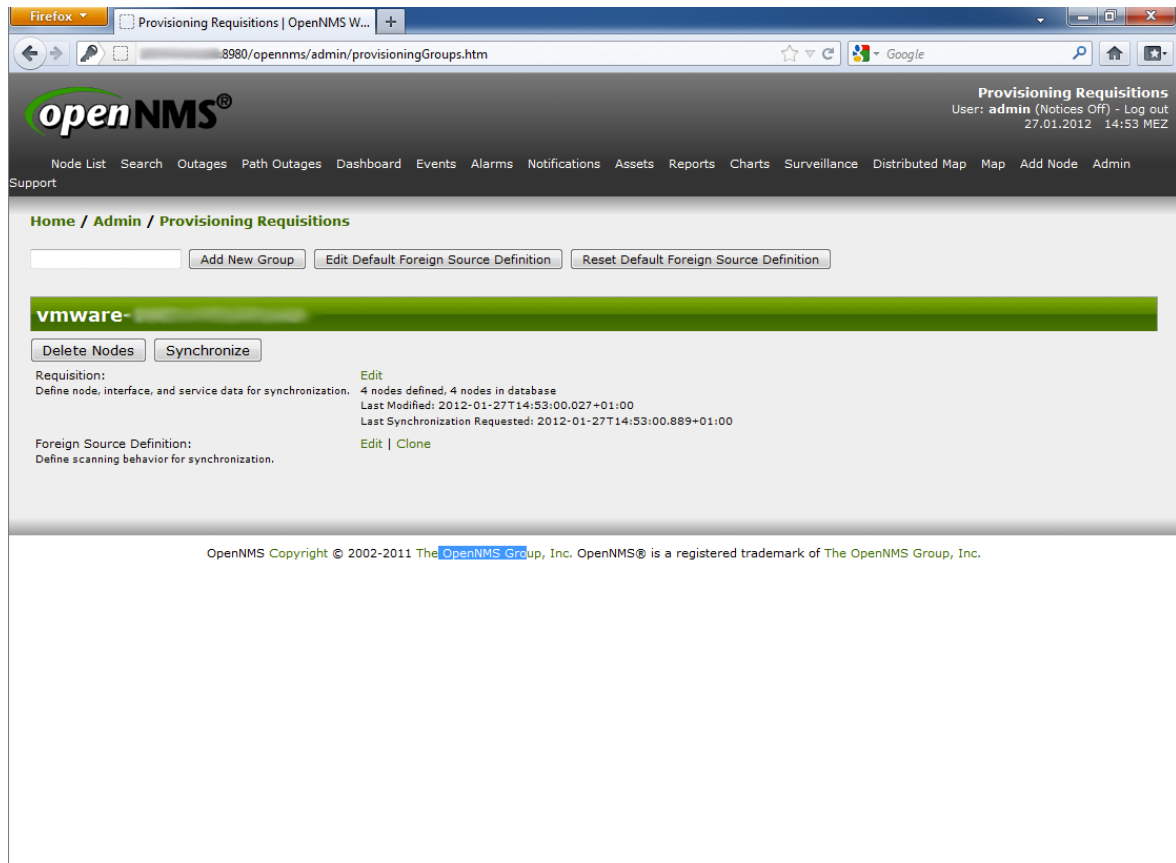 Firefox
Provisioning Requisitions | OpenNMS W... +
:8980/opennms/admin/provisioningGroups.htm
Google
openNMS®
Provisioning Requisitions
User: admin (Notices Off) - Log out
27.01.2012 14:53 MEZ
Node List Search Outages Path Outages Dashboard Events Alarms Notifications Assets Reports Charts Surveillance Distributed Map Map Add Node Admin
Support
Home / Admin / Provisioning Requisitions
Add New Group Edit Default Foreign Source Definition Reset Default Foreign Source Definition
vmware-
Delete Nodes Synchronize
Requisition: Edit
Define node, interface, and service data for synchronization. 4 nodes defined, 4 nodes in database
Last Modified: 2012-01-27T14:53:00.027+01:00
Last Synchronization Requested: 2012-01-27T14:53:00.889+01:00
Foreign Source Definition: Edit | Clone
Define scanning behavior for synchronization.
OpenNMS Copyright © 2002-2011 The OpenNMS Group, Inc. OpenNMS® is a registered trademark of The OpenNMS Group, Inc.